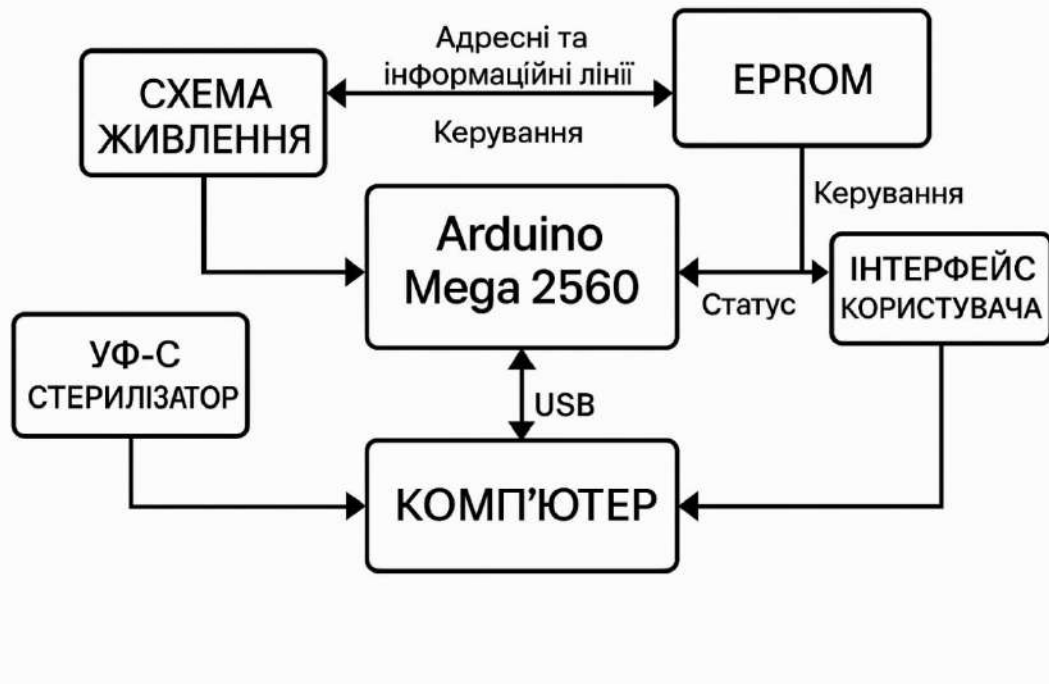 Адресні та
інформаційні лінії
Керування
СХЕМА
ЖИВЛЕННЯ
EPROM
Керування
Arduino
Mega 2560
Статус
ІНТЕРФЕЙС
КОРИСТУВАЧА
УФ-С
СТЕРИЛІЗАТОР
USB
КОМП'ЮТЕР